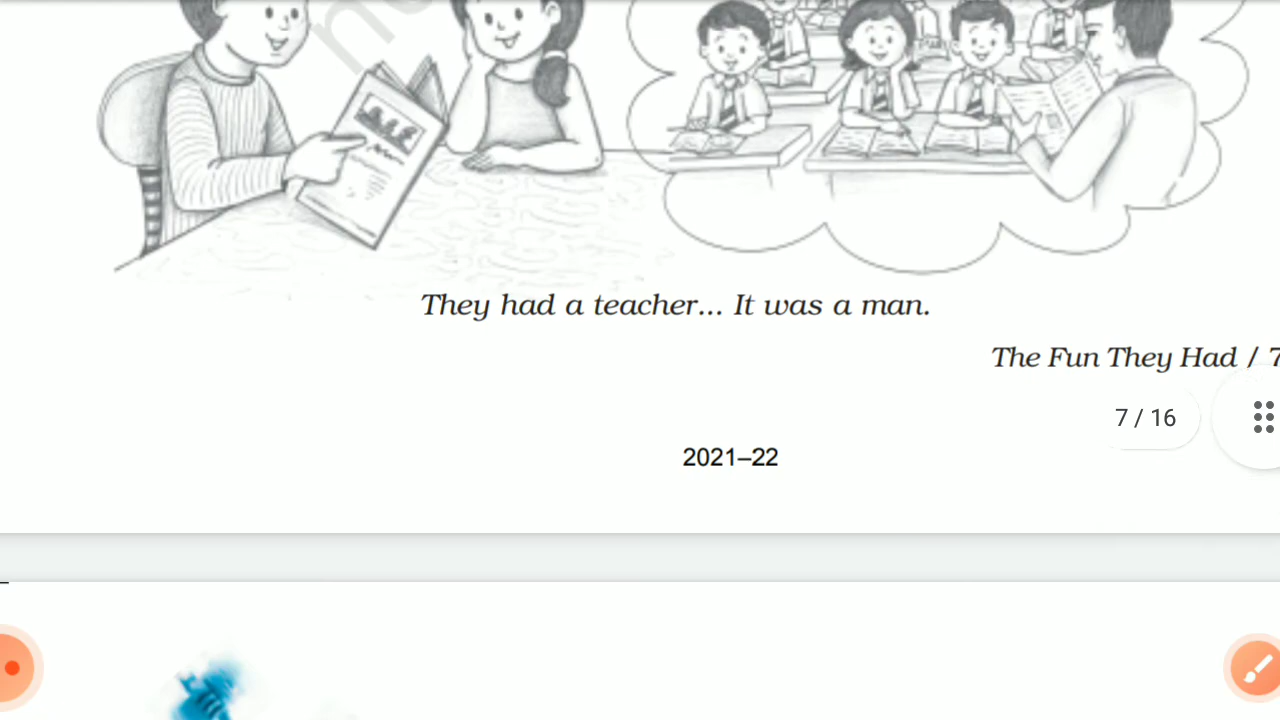 They had a teacher... It was a man.
The Fun They Had / 7
7 / 16
2021–22